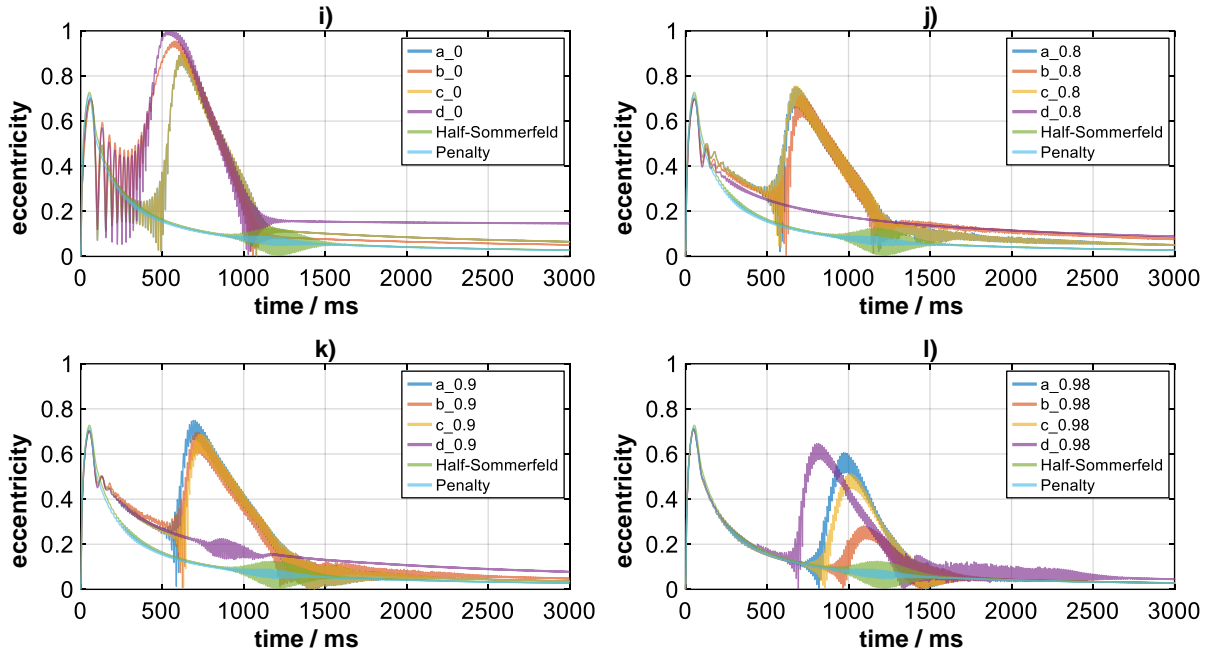 i)
1
0.8
0.6
0.4
0.2
0
eccentricity
0 500 1000 1500 2000 2500 3000
time / ms
a_0
b_0
c_0
d_0
Half-Sommerfeld
Penalty
j)
1
0.8
0.6
0.4
0.2
0
eccentricity
0 500 1000 1500 2000 2500 3000
time / ms
a_0.8
b_0.8
c_0.8
d_0.8
Half-Sommerfeld
Penalty
k)
1
0.8
0.6
0.4
0.2
0
eccentricity
0 500 1000 1500 2000 2500 3000
time / ms
a_0.9
b_0.9
c_0.9
d_0.9
Half-Sommerfeld
Penalty
l)
1
0.8
0.6
0.4
0.2
0
eccentricity
0 500 1000 1500 2000 2500 3000
time / ms
a_0.98
b_0.98
c_0.98
d_0.98
Half-Sommerfeld
Penalty